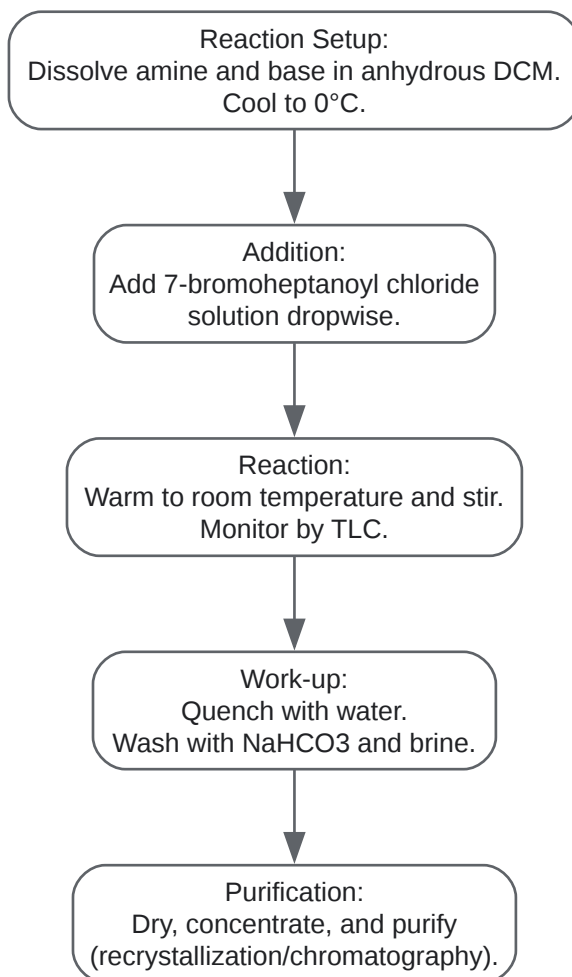 Reaction Setup:
Dissolve amine and base in anhydrous DCM.
Cool to 0°C.
Addition:
Add 7-bromoheptanoyl chloride
solution dropwise.
Reaction:
Warm to room temperature and stir.
Monitor by TLC.
Work-up:
Quench with water.
Wash with NaHCO3 and brine.
Purification:
Dry, concentrate, and purify
(recrystallization/chromatography).